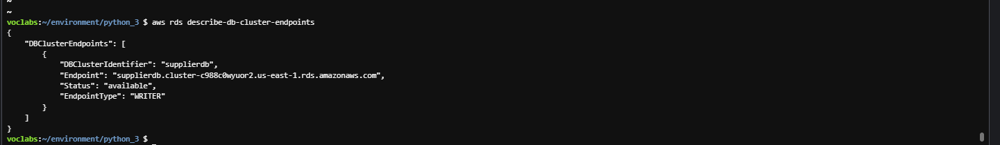 ~
~
voclabs:~/environment/python_3 $ aws rds describe-db-cluster-endpoints
{
    "DBClusterEndpoints": [
        {
            "DBClusterIdentifier": "supplierdb",
            "Endpoint": "supplierdb.cluster-c988c0wyuor2.us-east-1.rds.amazonaws.com",
            "Status": "available",
            "EndpointType": "WRITER"
        }
    ]
}
voclabs:~/environment/python_3 $